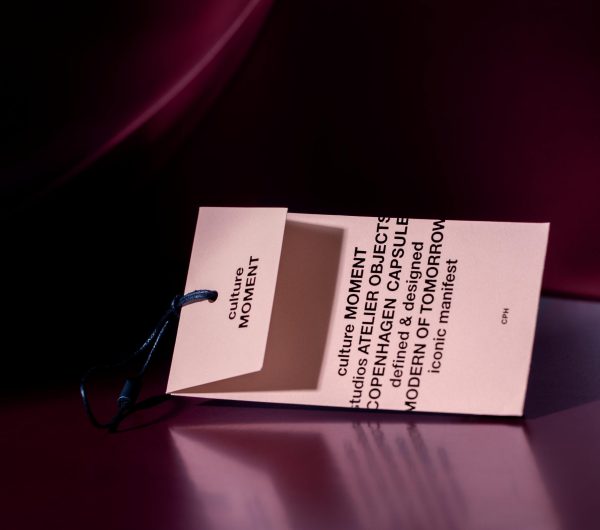 culture
MOMENT
culture MOMENT
studios ATELIER OBJECTS
COPENHAGEN CAPSULE
defined & designed
MODERN OF TOMORROW
iconic manifest
CPH